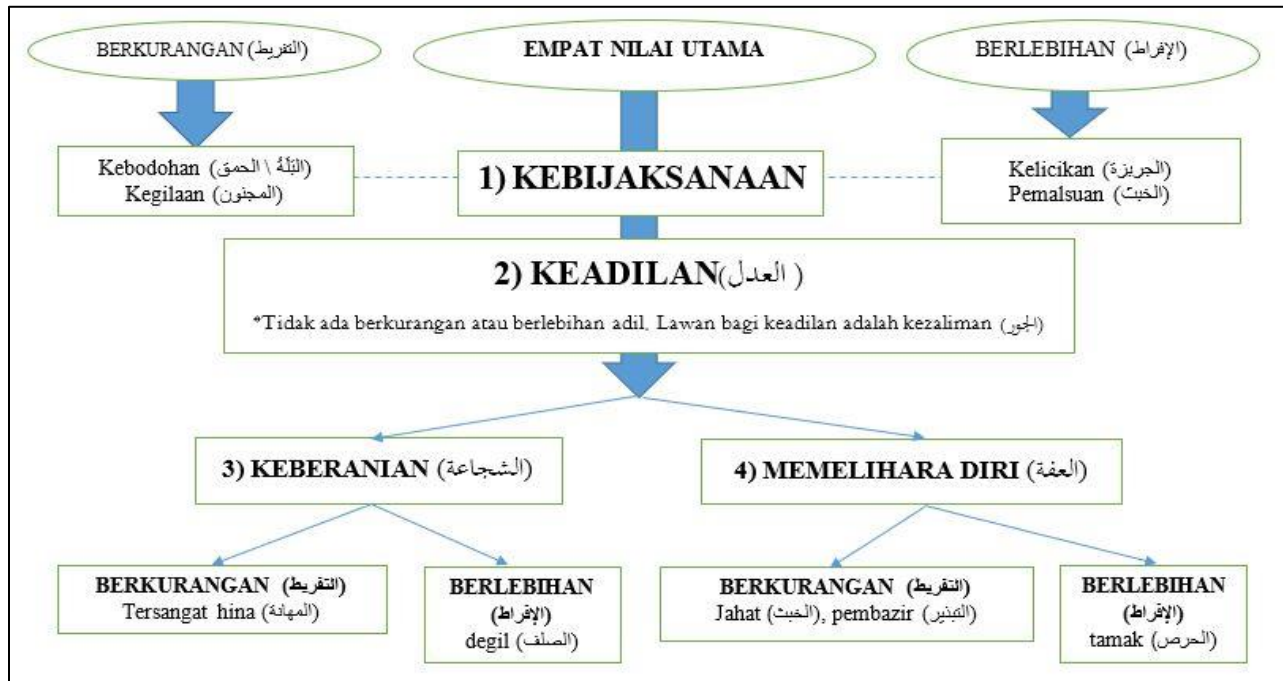 BERKURANGAN (التفريط)
EMPAT NILAI UTAMA
BERLEBIHAN (الإفراط)
Kebodohan (البَلَّهُ \ الحمق)
Kegilaan (المجنون)
1) KEBIJAKSANAAN
Kelicikan (الجريزة)
Pemalsuan (الخبث)
2) KEADILAN(العدل )
*Tidak ada berkurangan atau berlebihan adil. Lawan bagi keadilan adalah kezaliman (الجور)
3) KEBERANIAN (الشجاعة)
4) MEMELIHARA DIRI (العفة)
BERKURANGAN (التفريط)
Tersangat hina (المهانة)
BERLEBIHAN
(الإفراط)
degil (الصلف)
BERKURANGAN (التفريط)
Jahat (الخبث), pembazir (التبذير)
BERLEBIHAN
(الإفراط)
tamak (الحرص)